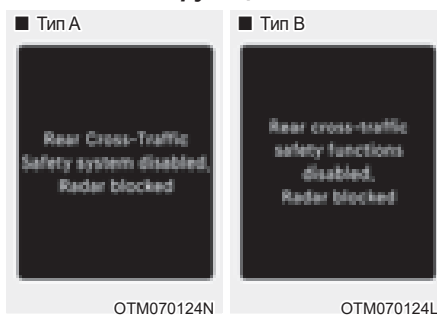 ■ Тип A
■ Тип B
Rear Cross-Traffic
Safety system disabled.
Radar blocked
Rear cross-traffic
safety functions
disabled.
Radar blocked
OTM070124N
OTM070124L